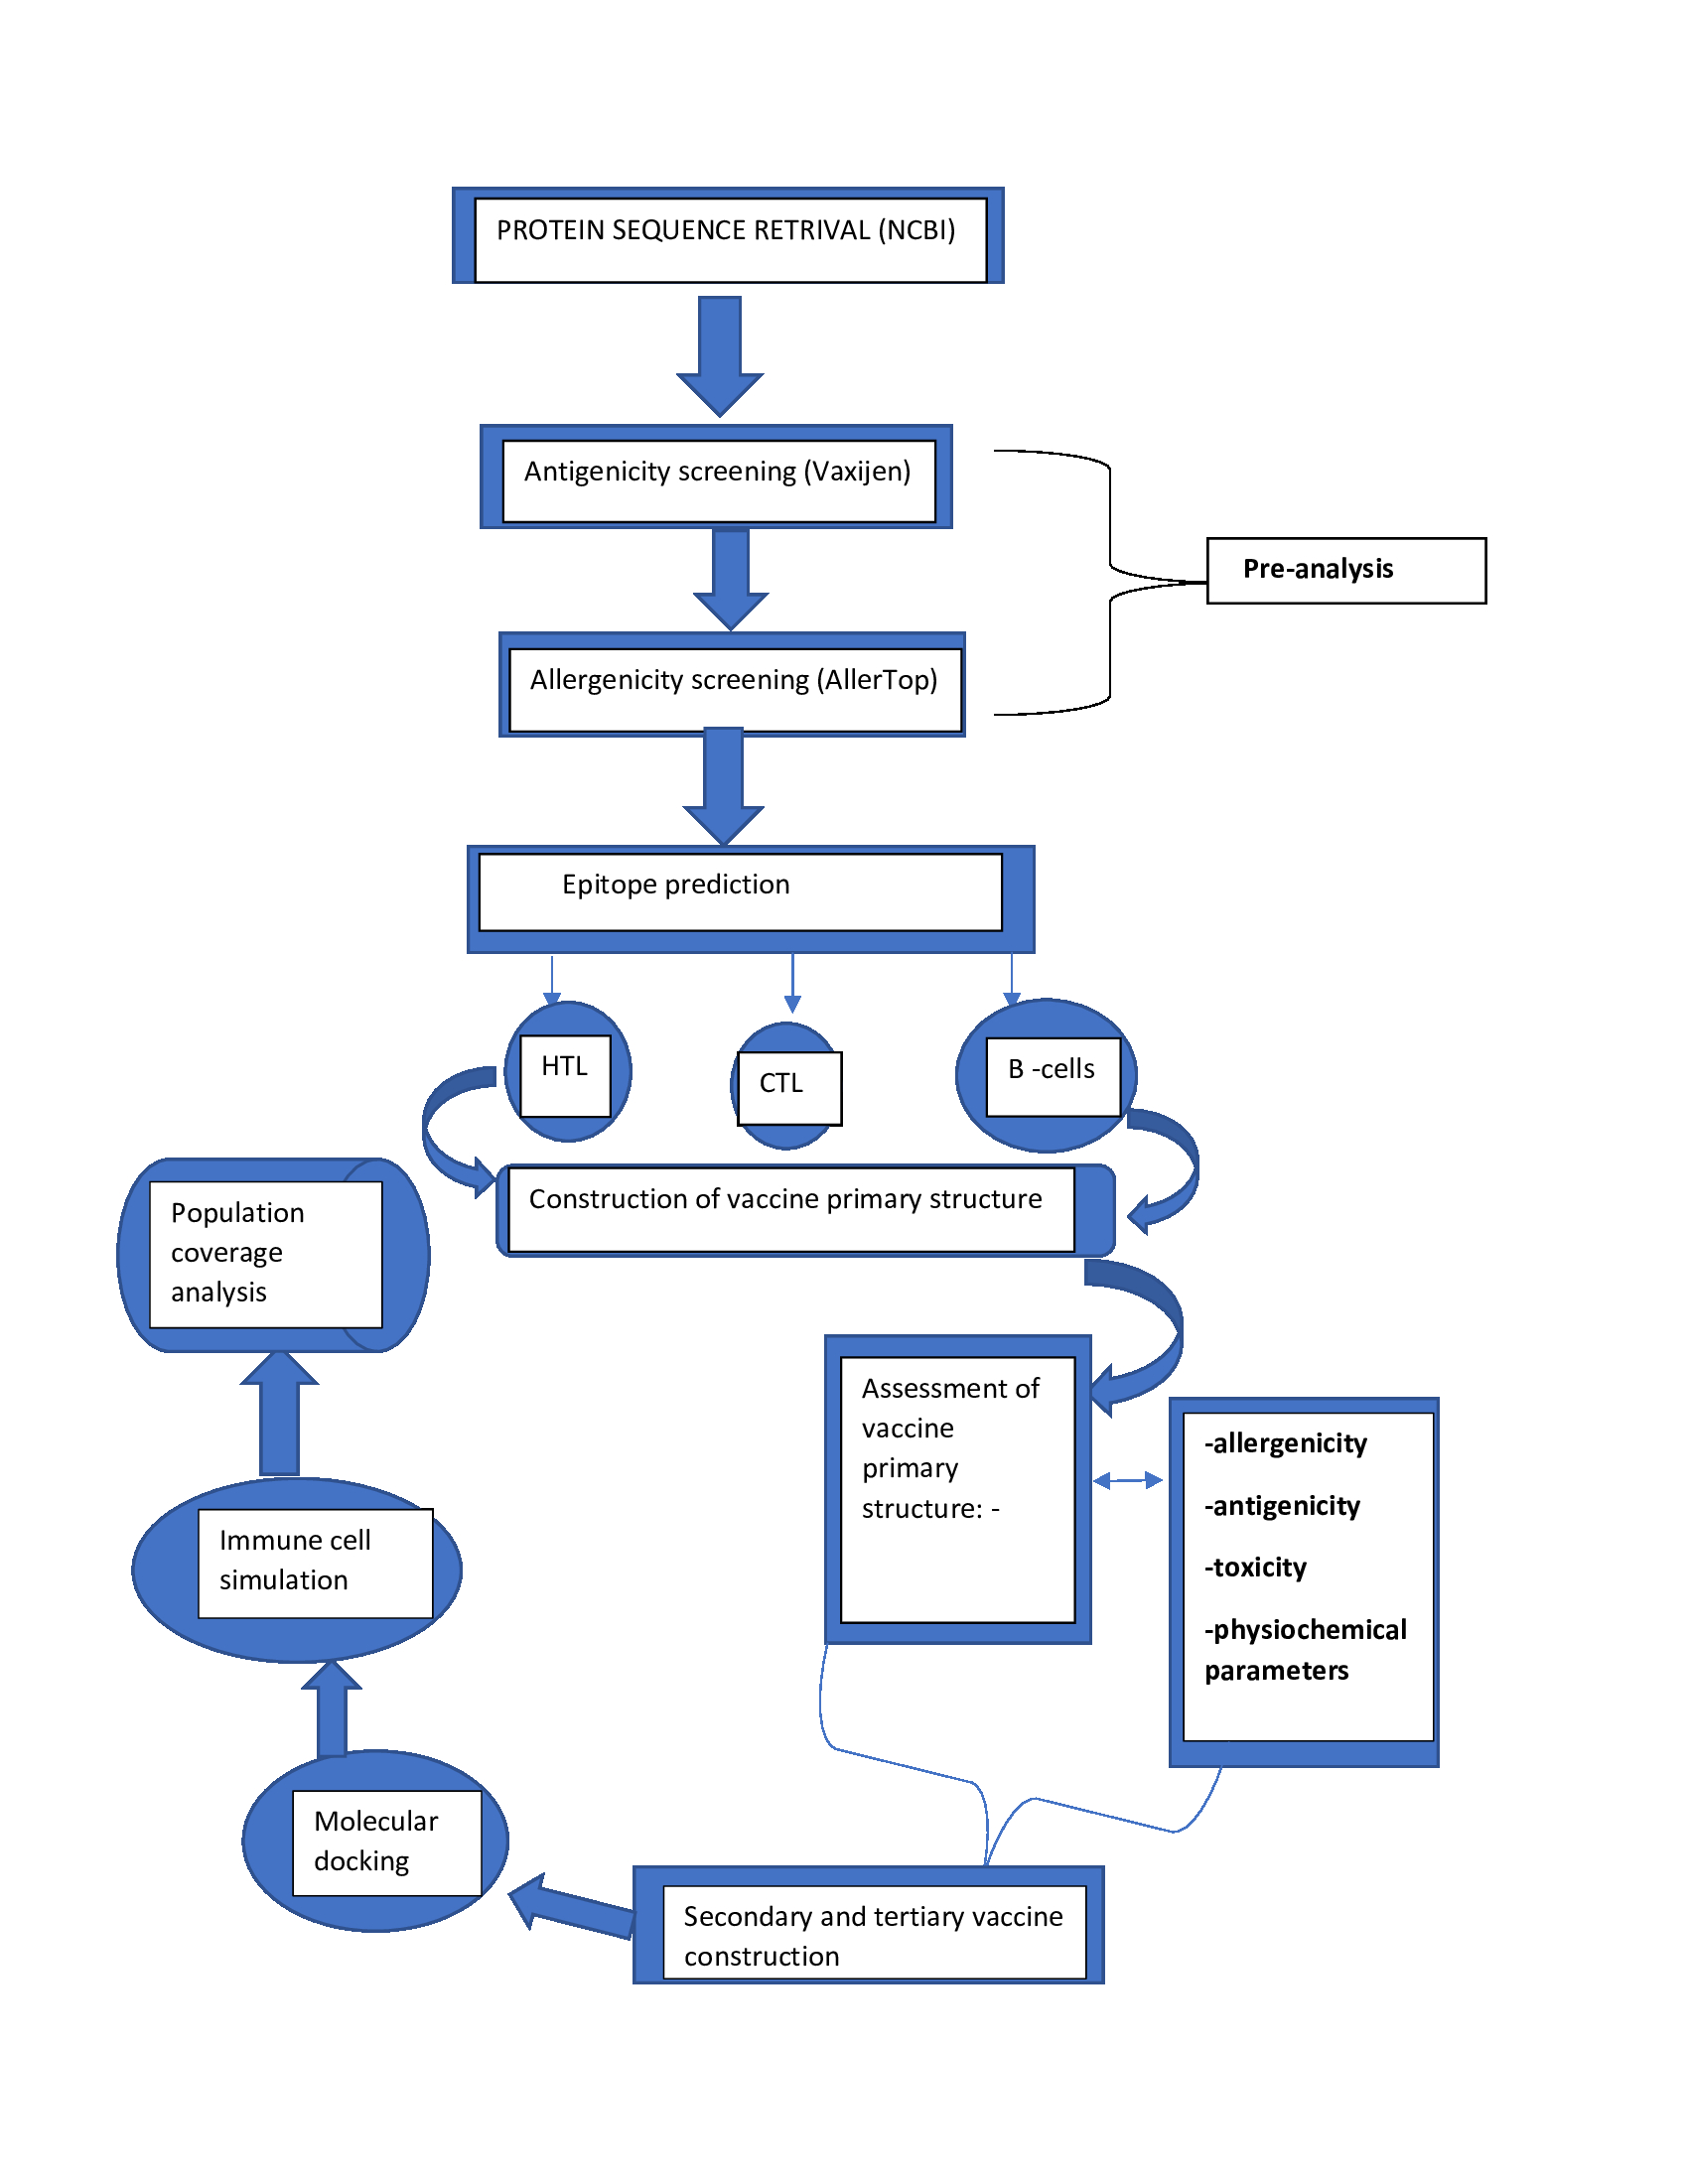 PROTEIN SEQUENCE RETRIVAL (NCBI)
Antigenicity screening (Vaxijen)
Pre-analysis
Allergenicity screening (AllerTop)
Epitope prediction
HTL
CTL
B -cells
Construction of vaccine primary structure
Population
coverage
analysis
Assessment of
vaccine
primary
structure: -
-allergenicity
-antigenicity
-toxicity
-physiochemical
parameters
Immune cell
simulation
Molecular
docking
Secondary and tertiary vaccine
construction